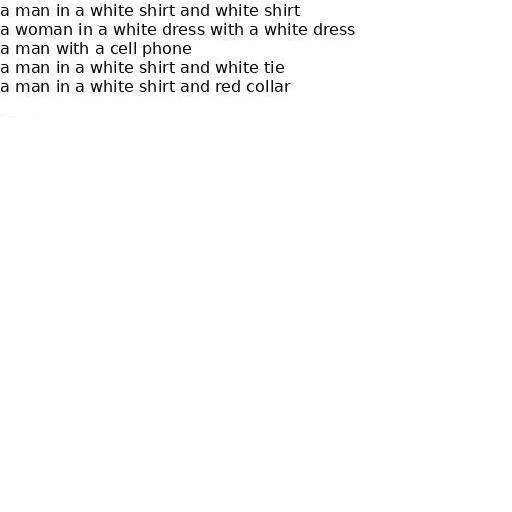 a man in a white shirt and white shirt
a woman in a white dress with a white dress
a man with a cell phone
a man in a white shirt and white tie
a man in a white shirt and red collar